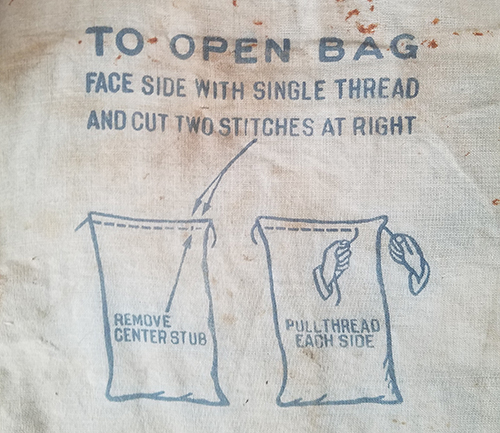 TO OPEN BAG
FACE SIDE WITH SINGLE THREAD
AND CUT TWO STITCHES AT RIGHT
REMOVE
CENTER STUB
PULL THREAD
EACH SIDE